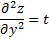 ∂²z/∂y² = t